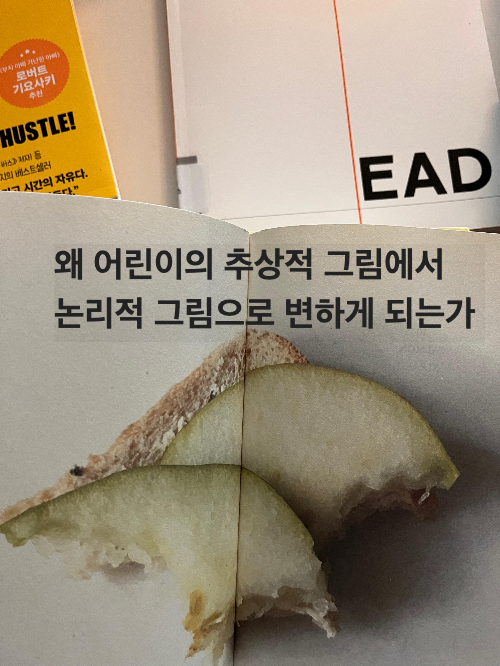 《부자 아빠 가난한 아빠》
로버트
기요사키
추천
HUSTLE!
버스》 저자) 등
지의 베스트셀러
시간의 자유다.
다.”
EAD
왜 어린이의 추상적 그림에서
논리적 그림으로 변하게 되는가